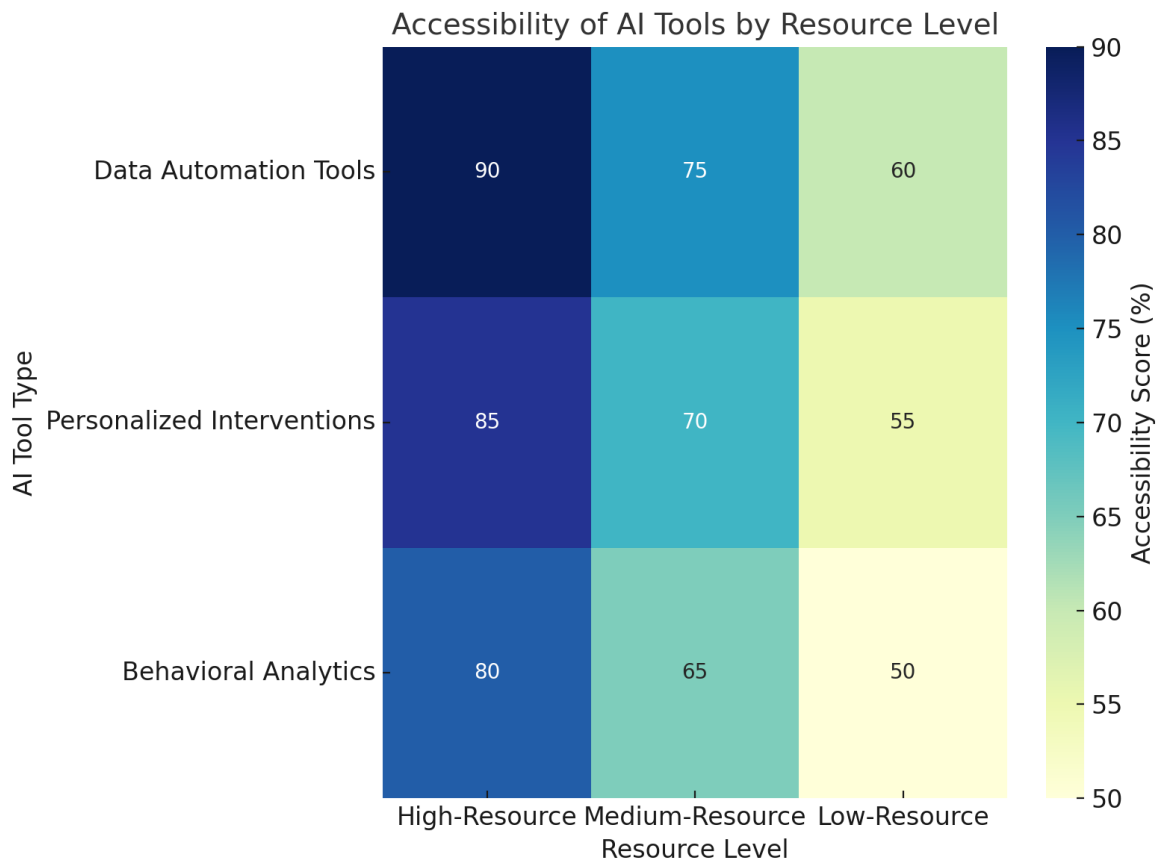 Accessibility of AI Tools by Resource Level
AI Tool Type
Data Automation Tools
90 75 60
Personalized Interventions
85 70 55
Behavioral Analytics
80 65 50
High-Resource Medium-Resource Low-Resource
Resource Level
90
85
80
75
70
65
60
55
50
Accessibility Score (%)